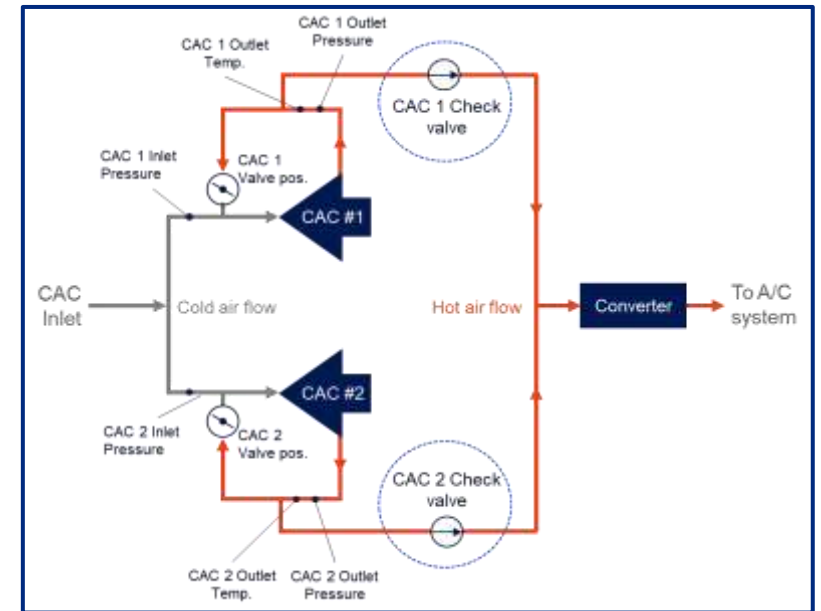 CAC 1 Outlet
Pressure
CAC 1 Outlet
Temp.
CAC 1 Check
valve
CAC 1 Inlet
Pressure
CAC 1
Valve pos.
CAC #1
CAC
Inlet
Cold air flow
Hot air flow
Converter
To A/C
system
CAC #2
CAC 2 Inlet
Pressure
CAC 2
Valve pos.
CAC 2 Check
valve
CAC 2 Outlet
Temp.
CAC 2 Outlet
Pressure